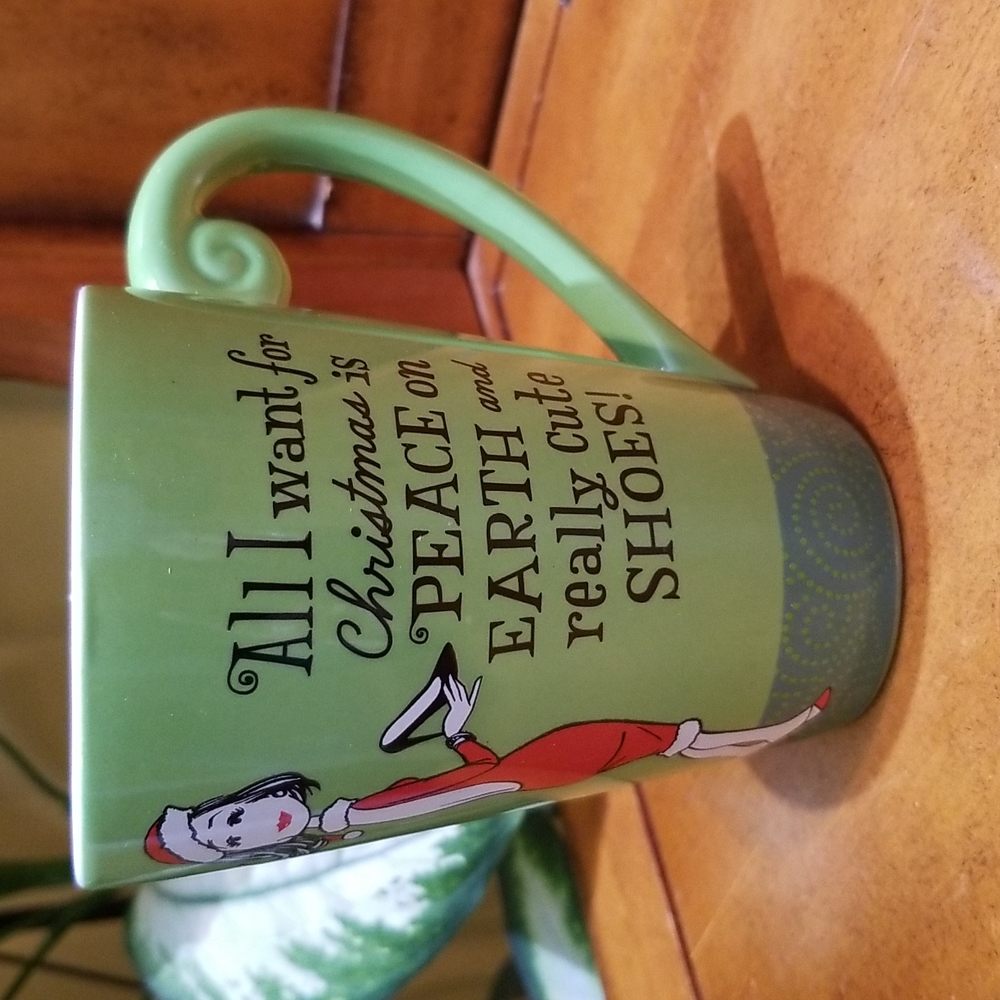 All I want for
Christmas is
PEACE on
EARTH and
really cute
SHOES!